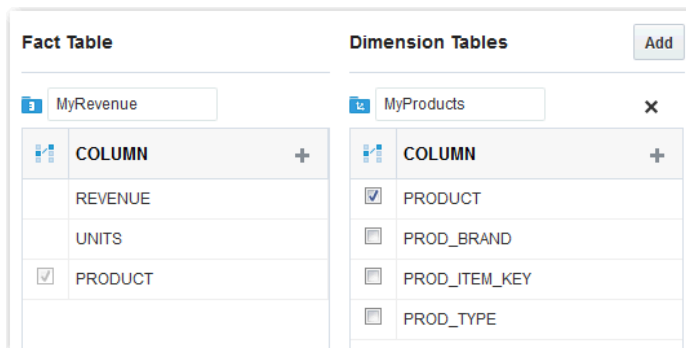 Fact Table
Dimension Tables
Add
MyRevenue
MyProducts
COLUMN
COLUMN
REVENUE
PRODUCT
UNITS
PROD_BRAND
PRODUCT
PROD_ITEM_KEY
PROD_TYPE